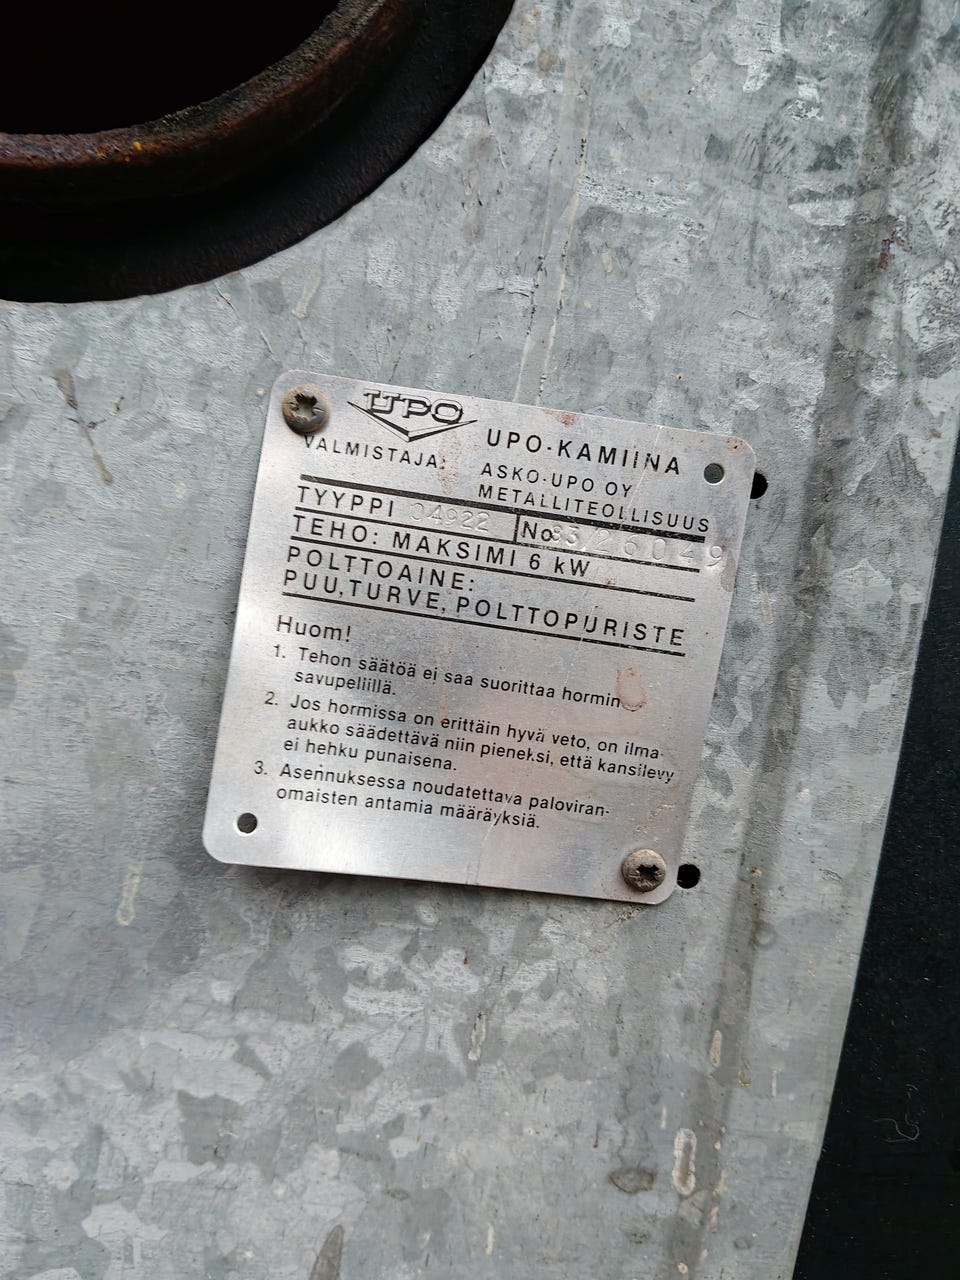 UPO
UPO-KAMIINA
VALMISTAJA: ASKO-UPO OY
METALLITEOLLISUUS
TYYPPI 04922 No 83/26049
TEHO: MAKSIMI 6 kW
POLTTOAINE:
PUU, TURVE, POLTTOPURISTE
Huom!
1. Tehon säätöä ei saa suorittaa hormin
savupeliillä.
2. Jos hormissa on erittäin hyvä veto, on ilma-
aukko säädettävä niin pieneksi, että kansilevy
ei hehku punaisena.
3. Asennuksessa noudatettava paloviran-
omaisten antamia määräyksiä.